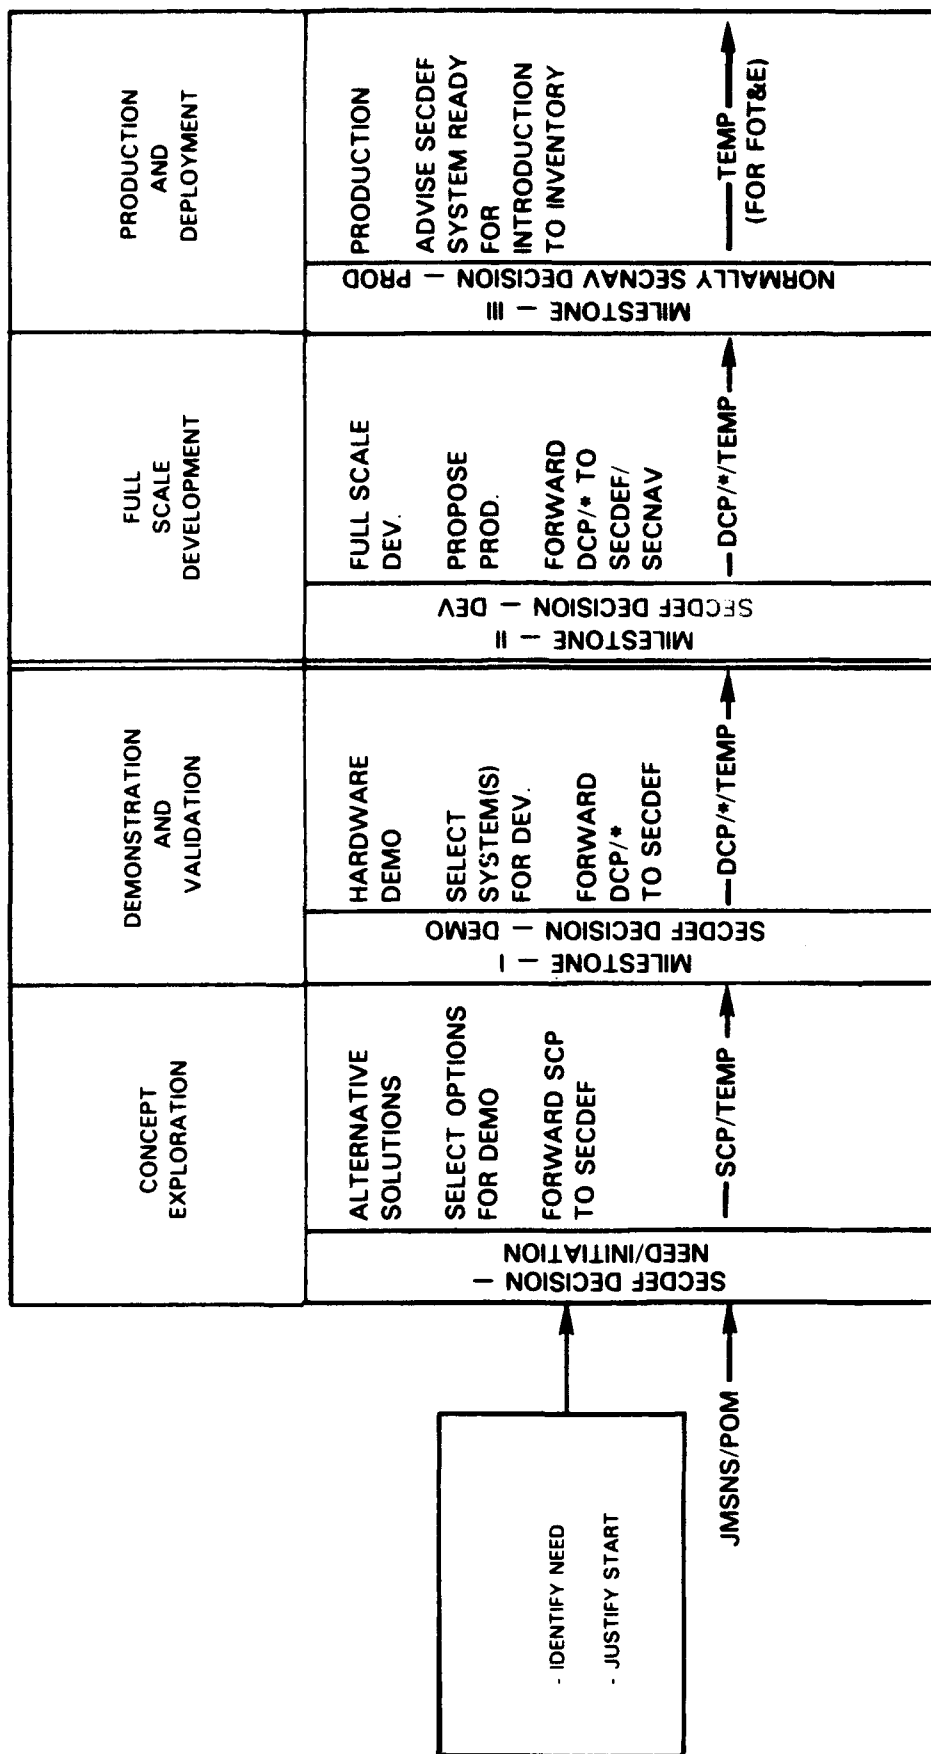 - IDENTIFY NEED
- JUSTIFY START
JMSNS/POM
CONCEPT
EXPLORATION
SECDEF DECISION —
NEED/INITIATION
ALTERNATIVE
SOLUTIONS
SELECT OPTIONS
FOR DEMO
FORWARD SCP
TO SECDEF
SCP/TEMP
DEMONSTRATION
AND
VALIDATION
MILESTONE — I
SECDEF DECISION — DEMO
HARDWARE
DEMO
SELECT
SYSTEM(S)
FOR DEV.
FORWARD
DCP/*
TO SECDEF
DCP/*/TEMP
FULL
SCALE
DEVELOPMENT
MILESTONE — II
SECDEF DECISION — DEV
FULL SCALE
DEV.
PROPOSE
PROD.
FORWARD
DCP/* TO
SECDEF/
SECNAV
DCP/*/TEMP
PRODUCTION
AND
DEPLOYMENT
MILESTONE — III
NORMALLY SECNAV DECISION — PROD
PRODUCTION
ADVISE SECDEF
SYSTEM READY
FOR
INTRODUCTION
TO INVENTORY
TEMP
(FOR FOT&E)